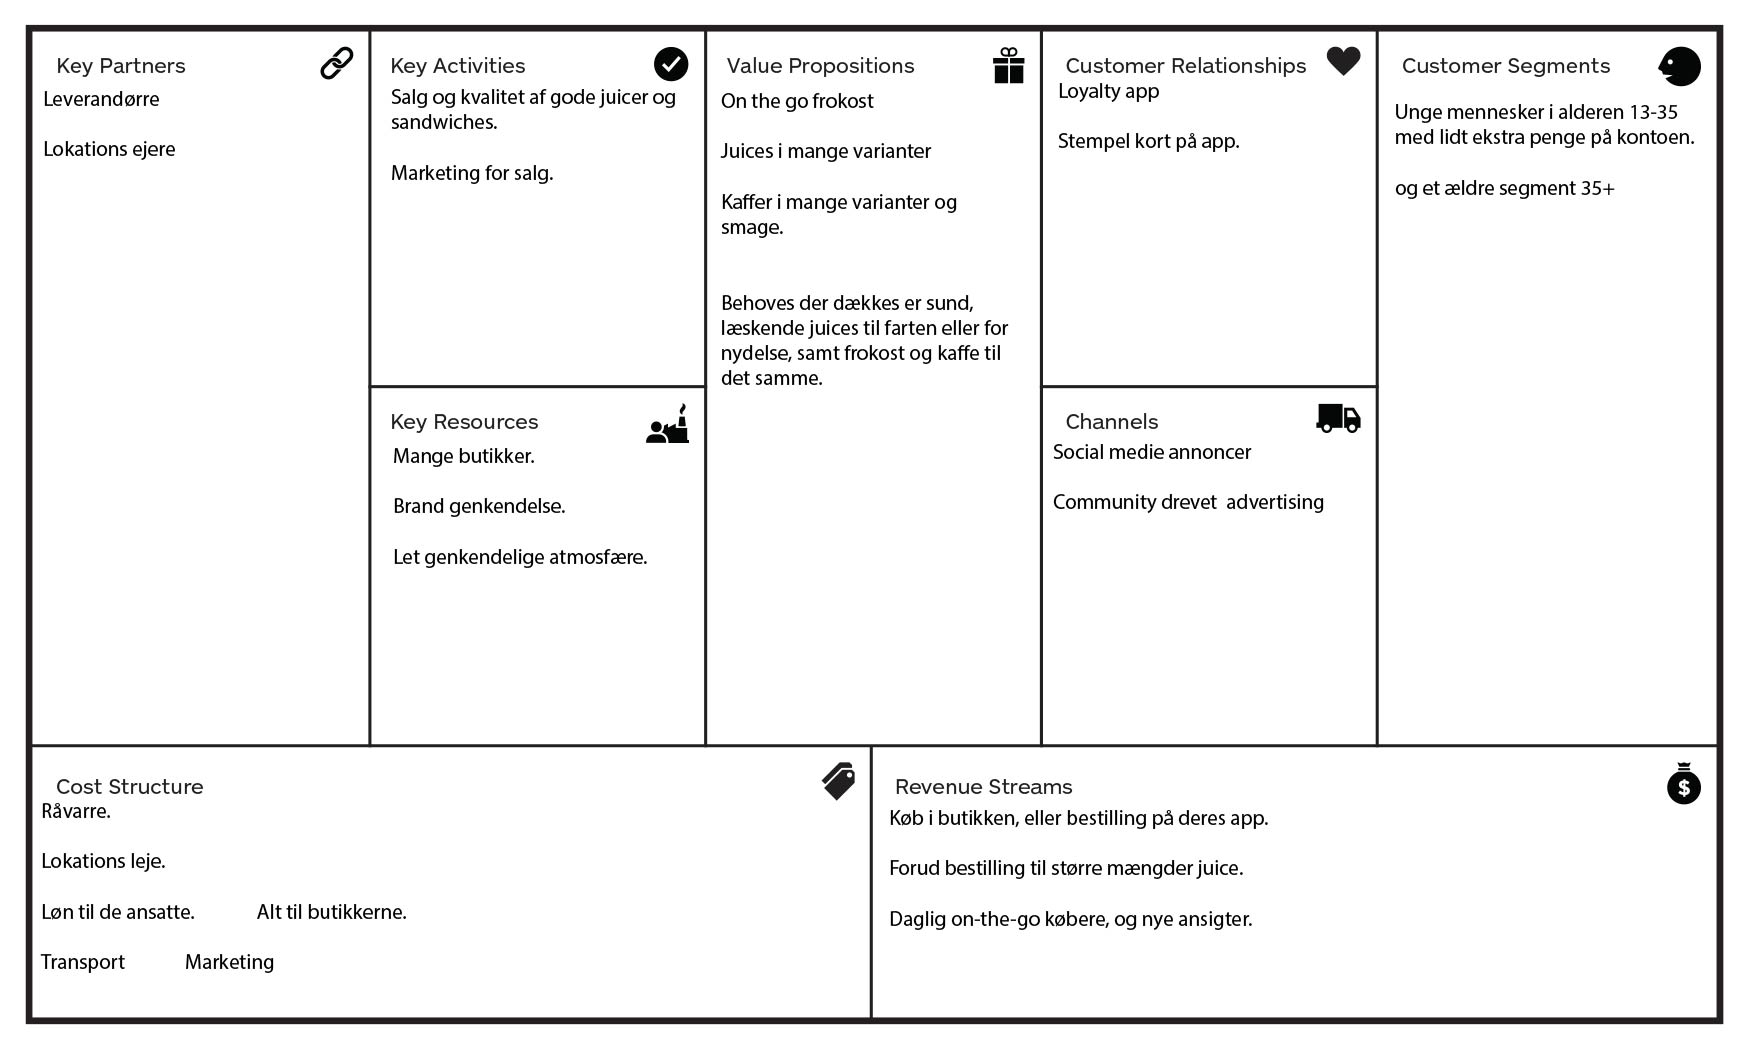 Key Partners
Leverandørre
Lokations ejere
Key Activities
Salg og kvalitet af gode juicer og
sandwiches.
Marketing for salg.
Key Resources
Mange butikker.
Brand genkendelse.
Let genkendelige atmosfære.
Value Propositions
On the go frokost
Juices i mange varianter
Kaffer i mange varianter og
smage.
Behoves der dækkes er sund,
læskende juices til farten eller for
nydelse, samt frokost og kaffe til
det samme.
Customer Relationships
Loyalty app
Stempel kort på app.
Channels
Social medie annoncer
Community drevet  advertising
Customer Segments
Unge mennesker i alderen 13-35
med lidt ekstra penge på kontoen.
og et ældre segment 35+
Cost Structure
Råvarre.
Lokations leje.
Løn til de ansatte. Alt til butikkerne.
Transport Marketing
Revenue Streams
$
Køb i butikken, eller bestilling på deres app.
Forud bestilling til større mængder juice.
Daglig on-the-go købere, og nye ansigter.